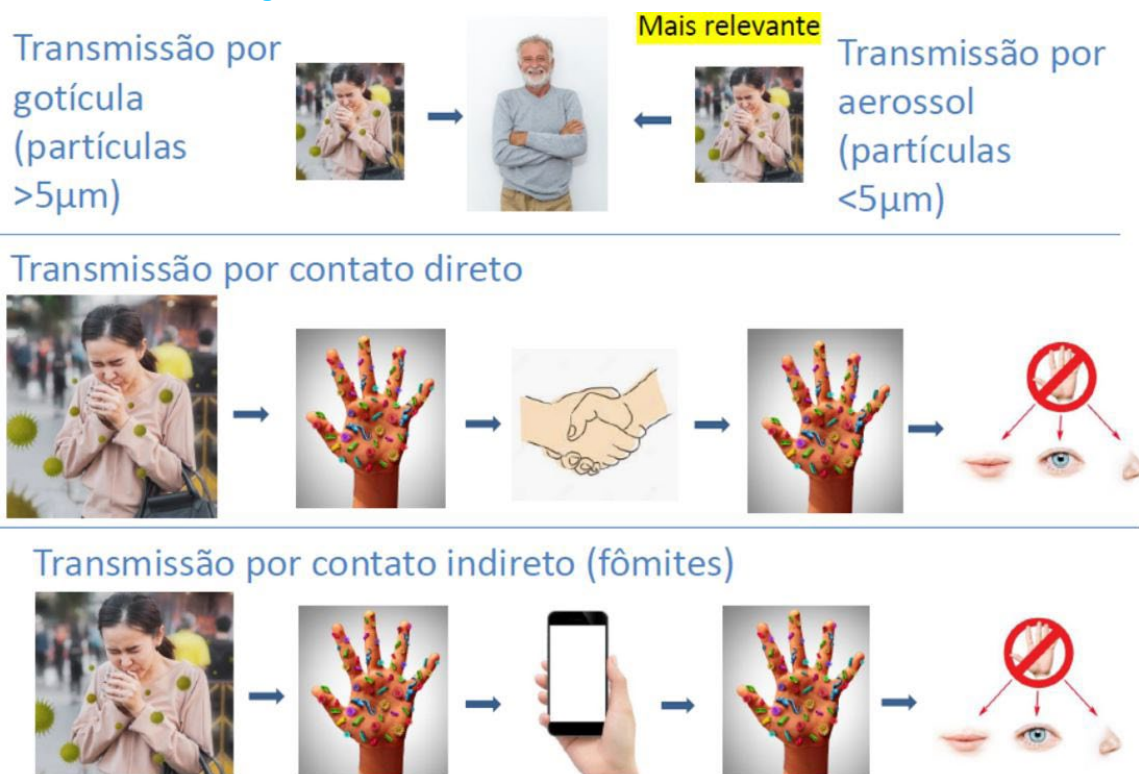 Transmissão por
gotícula
(partículas
>5µm)
Mais relevante
Transmissão por
aerossol
(partículas
<5µm)
Transmissão por contato direto
Transmissão por contato indireto (fômites)